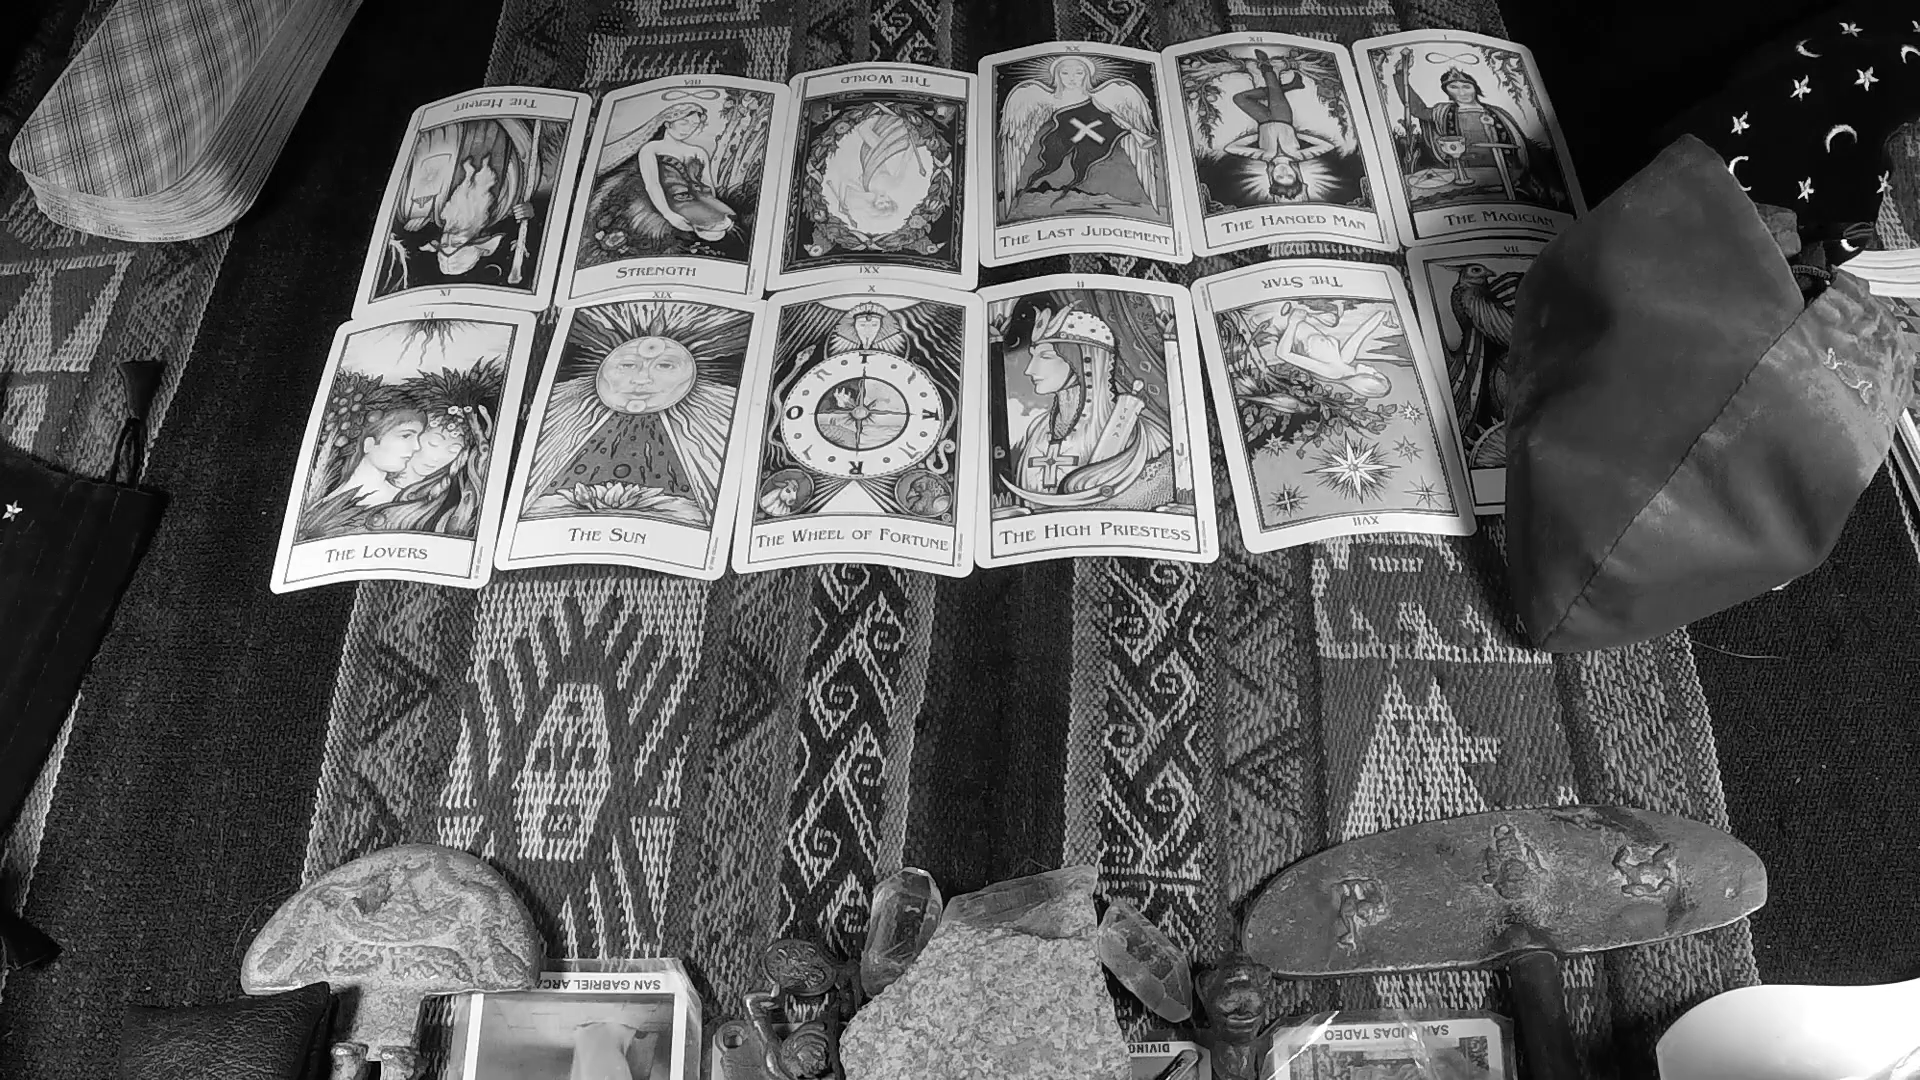 THE HERMIT
IX
VIII
STRENGTH
THE WORLD
XXI
XX
THE LAST JUDGEMENT
XII
THE HANGED MAN
I
THE MAGICIAN
VI
THE LOVERS
XIX
THE SUN
X
T
A
R
O
THE WHEEL OF FORTUNE
II
B
J
THE HIGH PRIESTESS
THE STAR
XVII
VII
SAN GABRIEL ARCA
DIVIN
SAN JUDAS TADEO